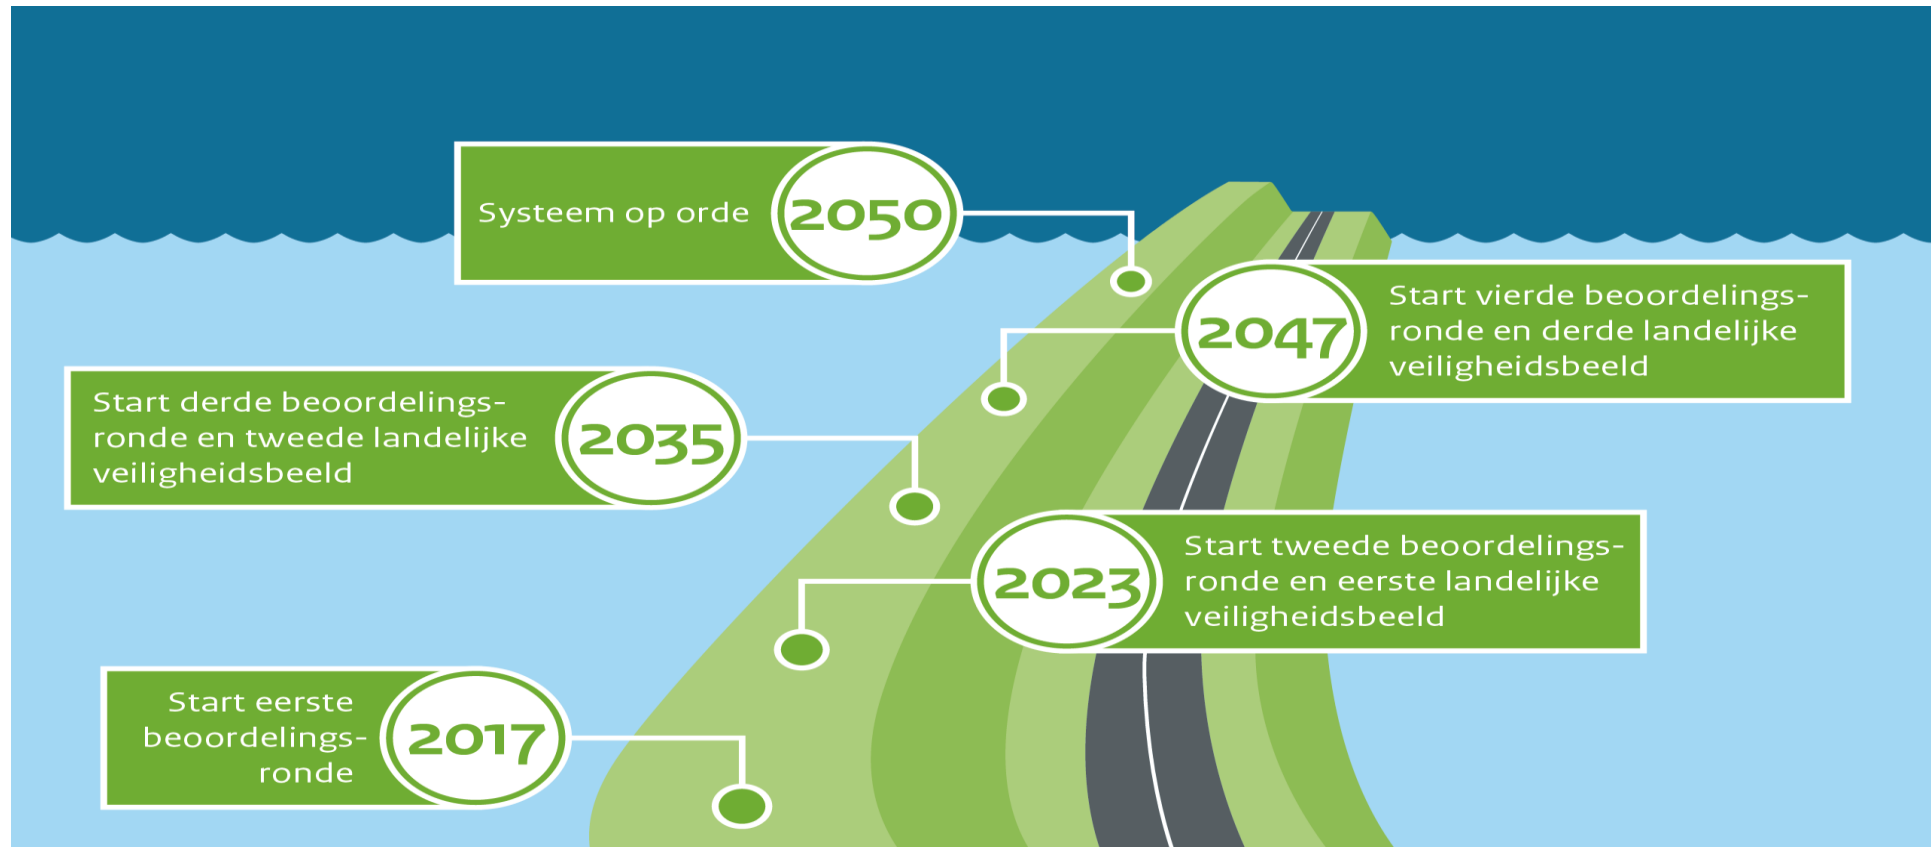 Systeem op orde
2050
2047
Start vierde beoordelings-
ronde en derde landelijke
veiligheidsbeeld
Start derde beoordelings-
ronde en tweede landelijke
veiligheidsbeeld
2035
2023
Start tweede beoordelings-
ronde en eerste landelijke
veiligheidsbeeld
Start eerste
beoordelings-
ronde
2017